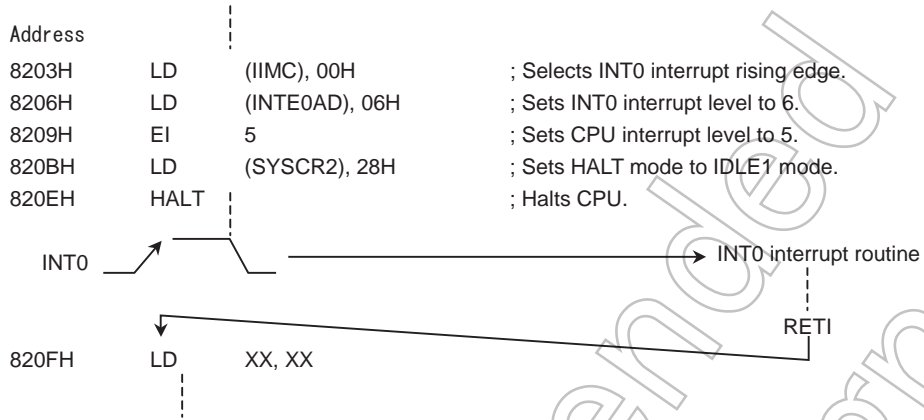 Address
8203H LD (IIMC), 00H ; Selects INT0 interrupt rising edge.
8206H LD (INTE0AD), 06H ; Sets INT0 interrupt level to 6.
8209H EI 5 ; Sets CPU interrupt level to 5.
820BH LD (SYSCR2), 28H ; Sets HALT mode to IDLE1 mode.
820EH HALT ; Halts CPU.
INT0 INT0 interrupt routine
RETI
820FH LD XX, XX